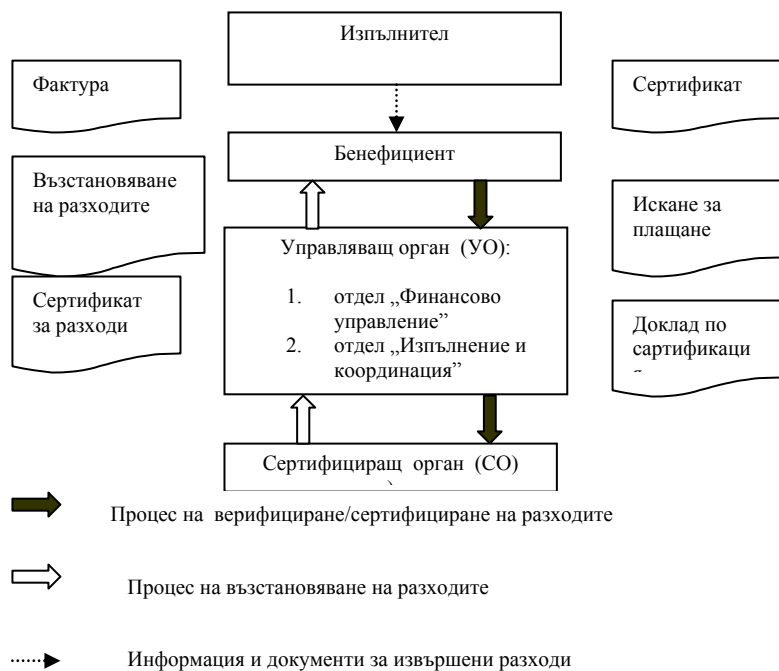 Изпълнител
Фактура
Сертификат
Бенефициент
Възстановяване
на разходите
Искане за
плащане
Управляващ орган (УО):
1. отдел „Финансово
управление”
2. отдел „Изпълнение и
координация”
Сертификат
за разходи
Доклад по
сартификаци
Сертифициращ орган (СО)
Процес на верифициране/сертифициране на разходите
Процес на възстановяване на разходите
Информация и документи за извършени разходи